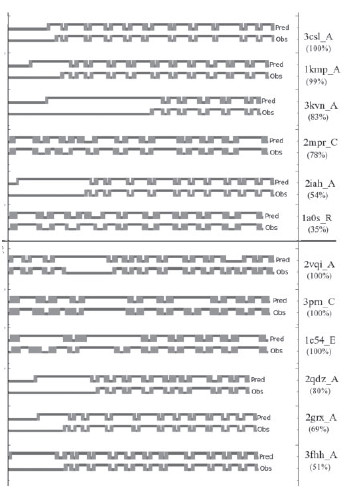 Pred
Obs
3csl_A
(100%)
Pred
Obs
1kmp_A
(99%)
Pred
Obs
3kvn_A
(83%)
Pred
Obs
2mpr_C
(78%)
Pred
Obs
2iah_A
(54%)
Pred
Obs
1a0s_R
(35%)
Pred
Obs
2vqi_A
(100%)
Pred
Obs
3prn_C
(100%)
Pred
Obs
(100%)
Pred
Obs
2qdz_A
(80%)
Pred
Obs
2grx_A
(69%)
Pred
Obs
3fhh_A
(51%)